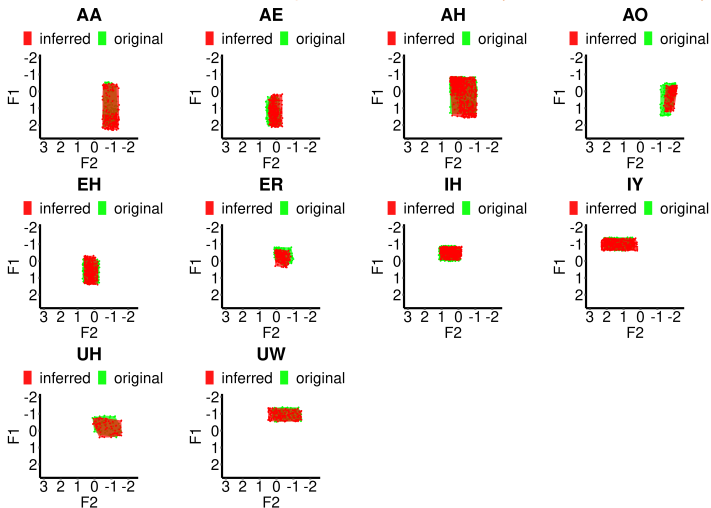 AA AE AH AO
inferred original inferred original inferred original inferred original
-2 -2 -2 -2
-1 -1 -1 -1
0 0 0 0
1 1 1 1
2 2 2 2
F1 F1 F1 F1
3 2 1 0 -1 -2 3 2 1 0 -1 -2 3 2 1 0 -1 -2 3 2 1 0 -1 -2
F2 F2 F2 F2
EH ER IH IY
inferred original inferred original inferred original inferred original
-2 -2 -2 -2
-1 -1 -1 -1
0 0 0 0
1 1 1 1
2 2 2 2
F1 F1 F1 F1
3 2 1 0 -1 -2 3 2 1 0 -1 -2 3 2 1 0 -1 -2 3 2 1 0 -1 -2
F2 F2 F2 F2
UH UW
inferred original inferred original
-2 -2
-1 -1
0 0
1 1
2 2
F1 F1
3 2 1 0 -1 -2 3 2 1 0 -1 -2
F2 F2